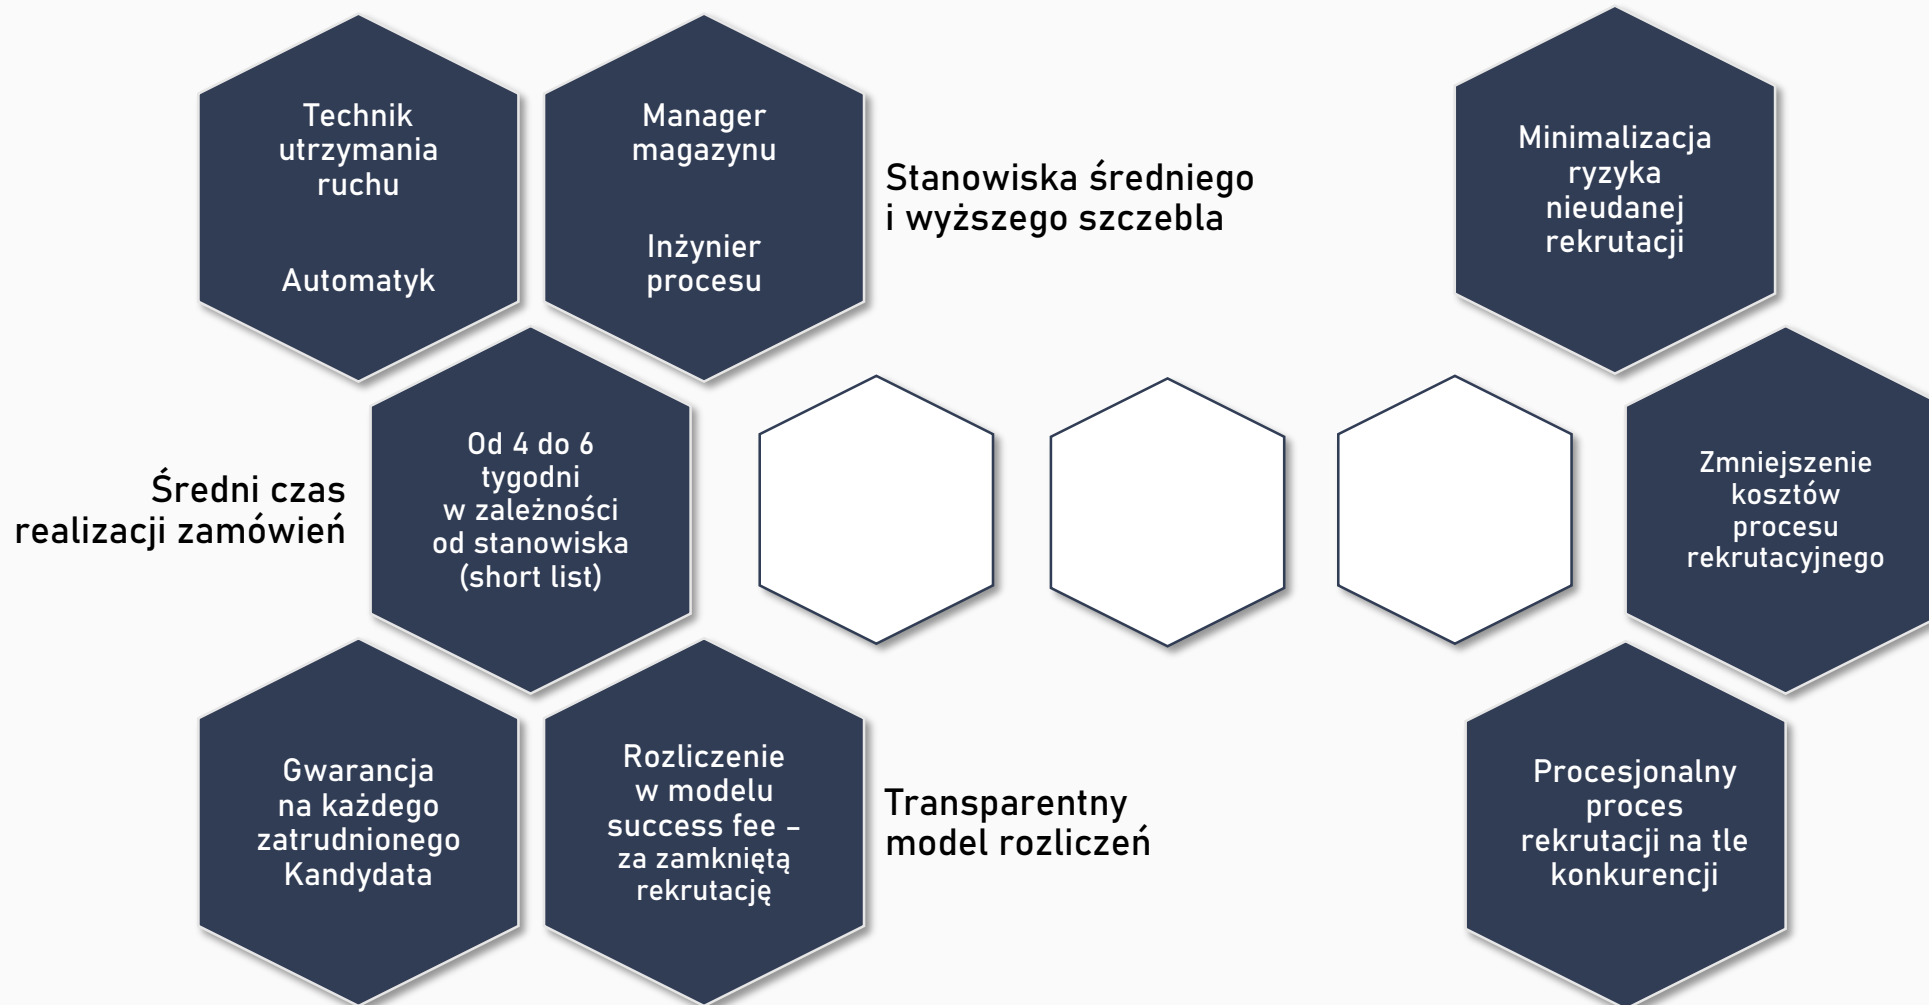 Technik
utrzymania
ruchu
Automatyk
Manager
magazynu
Inżynier
procesu
Stanowiska średniego
i wyższego szczebla
Minimalizacja
ryzyka
nieudanej
rekrutacji
Średni czas
realizacji zamówień
Od 4 do 6
tygodni
w zależności
od stanowiska
(short list)
Zmniejszenie
kosztów
procesu
rekrutacyjnego
Gwarancja
na każdego
zatrudnionego
Kandydata
Rozliczenie
w modelu
success fee –
za zamkniętą
rekrutację
Transparentny
model rozliczeń
Procesjonalny
proces
rekrutacji na tle
konkurencji